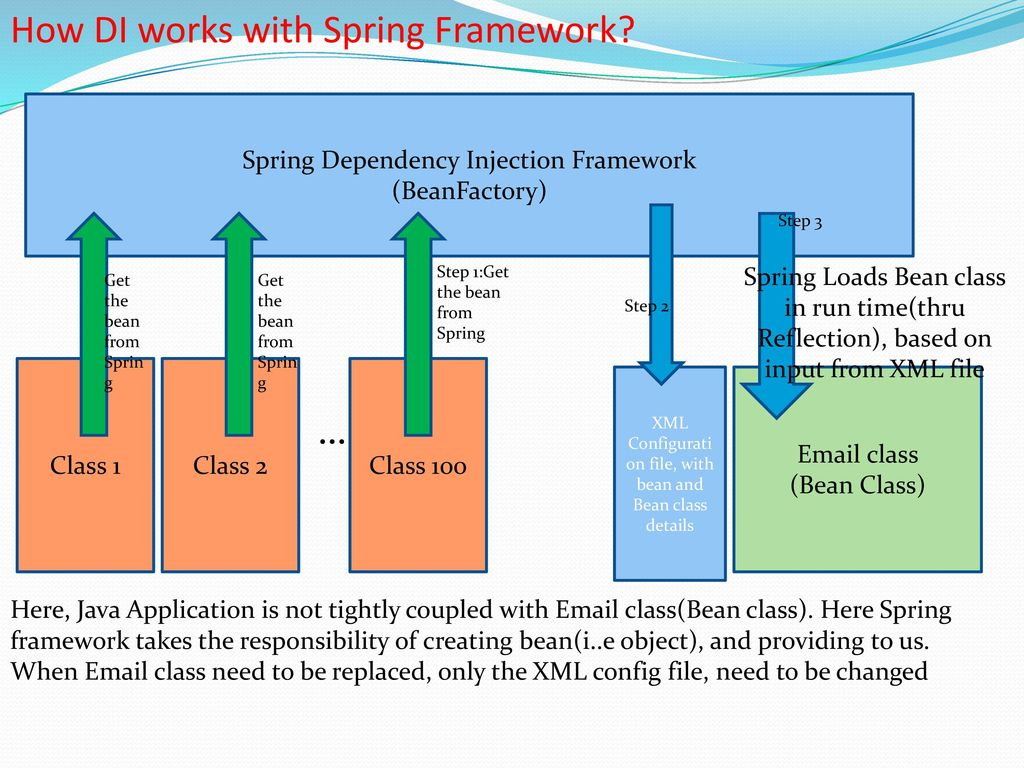 How DI works with Spring Framework?
Spring Dependency Injection Framework
(BeanFactory)
Step 3
Get
the
bean
from
Sprin
g
Get
the
bean
from
Sprin
g
Step 1:Get
the bean
from
Spring
Step 2
Spring Loads Bean class
in run time(thru
Reflection), based on
input from XML file
Class 1
Class 2
...
Class 100
XML
Configurati
on file, with
bean and
Bean class
details
Email class
(Bean Class)
Here, Java Application is not tightly coupled with Email class(Bean class). Here Spring
framework takes the responsibility of creating bean(i..e object), and providing to us.
When Email class need to be replaced, only the XML config file, need to be changed